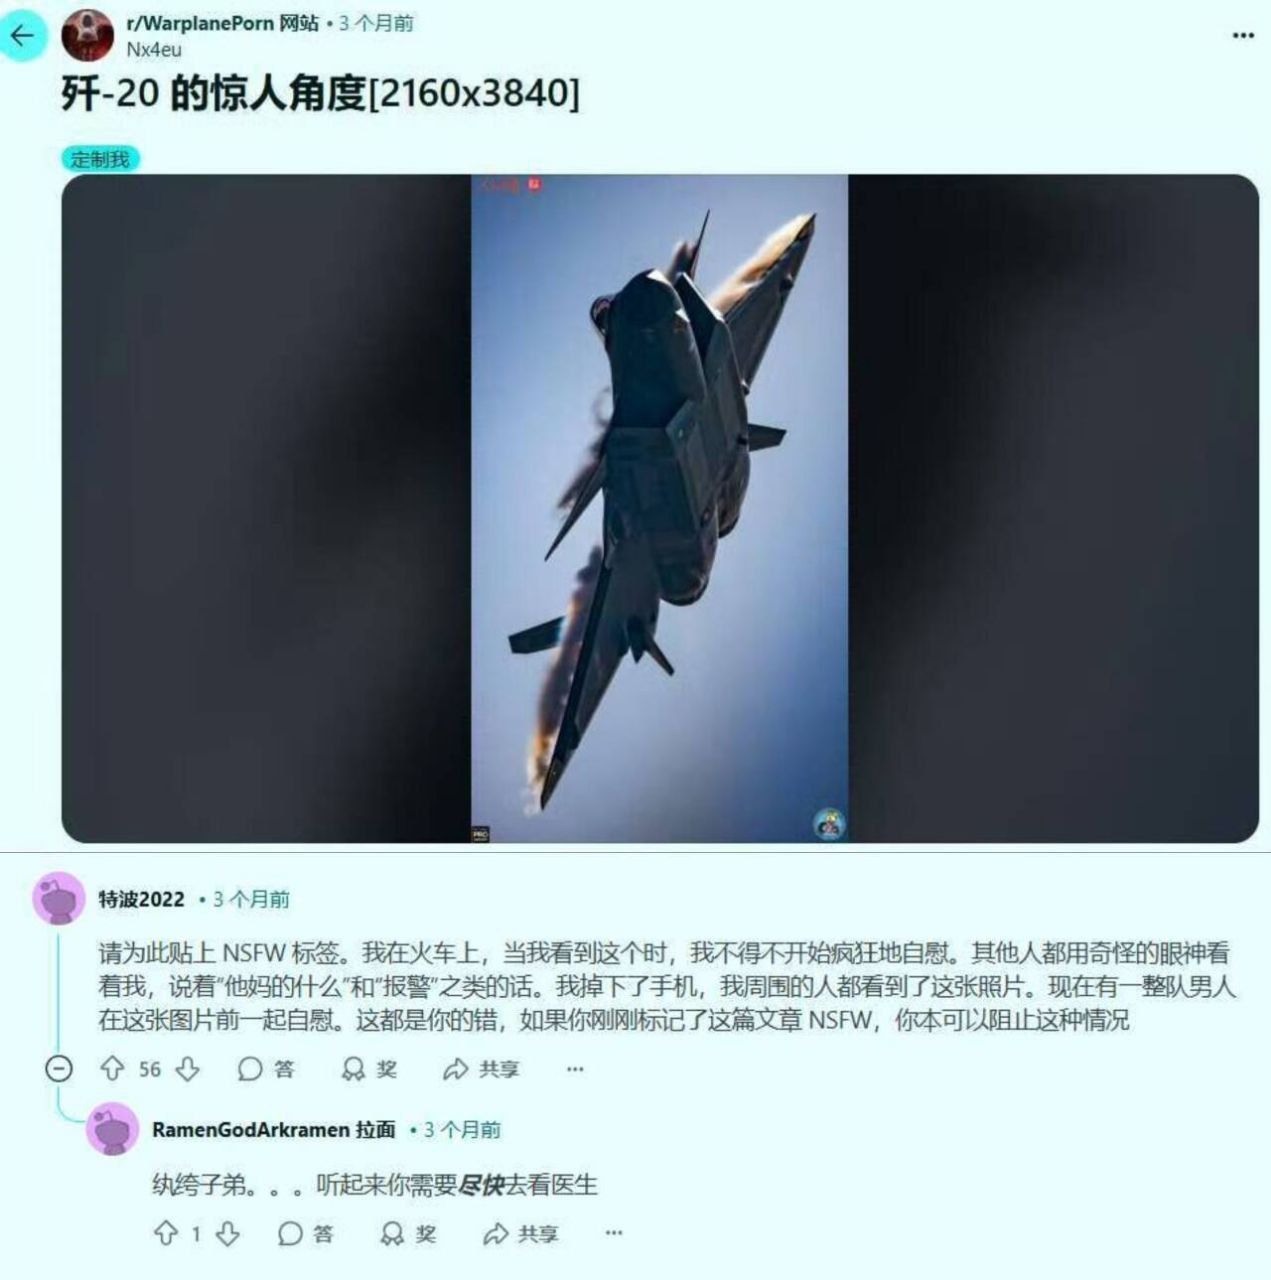 r/WarplanePorn 网站 • 3 个月前
Nx4eu
歼-20 的惊人角度[2160x3840]
定制我
PRO
特波2022 • 3 个月前
请为此贴上 NSFW 标签。我在火车上，当我看到这个时，我不得不开始疯狂地自慰。其他人都用奇怪的眼神看
着我，说着“他妈的什么”和“报警”之类的话。我掉下了手机，我周围的人都看到了这张照片。现在有一整队男人
在这张图片前一起自慰。这都是你的错，如果你刚刚标记了这篇文章 NSFW，你本可以阻止这种情况
56 答 奖 共享 ···
RamenGodArkramen 拉面 • 3 个月前
纨绔子弟。。。听起来你需要尽快去看医生
1 答 奖 共享 ···